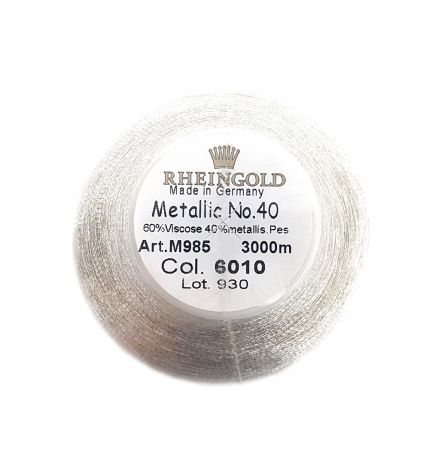 RHEINGOLD
Made in Germany
Metallic No.40
60%Viscose 40%metallis.Pes
Art.M985 3000m
Col. 6010
Lot. 930